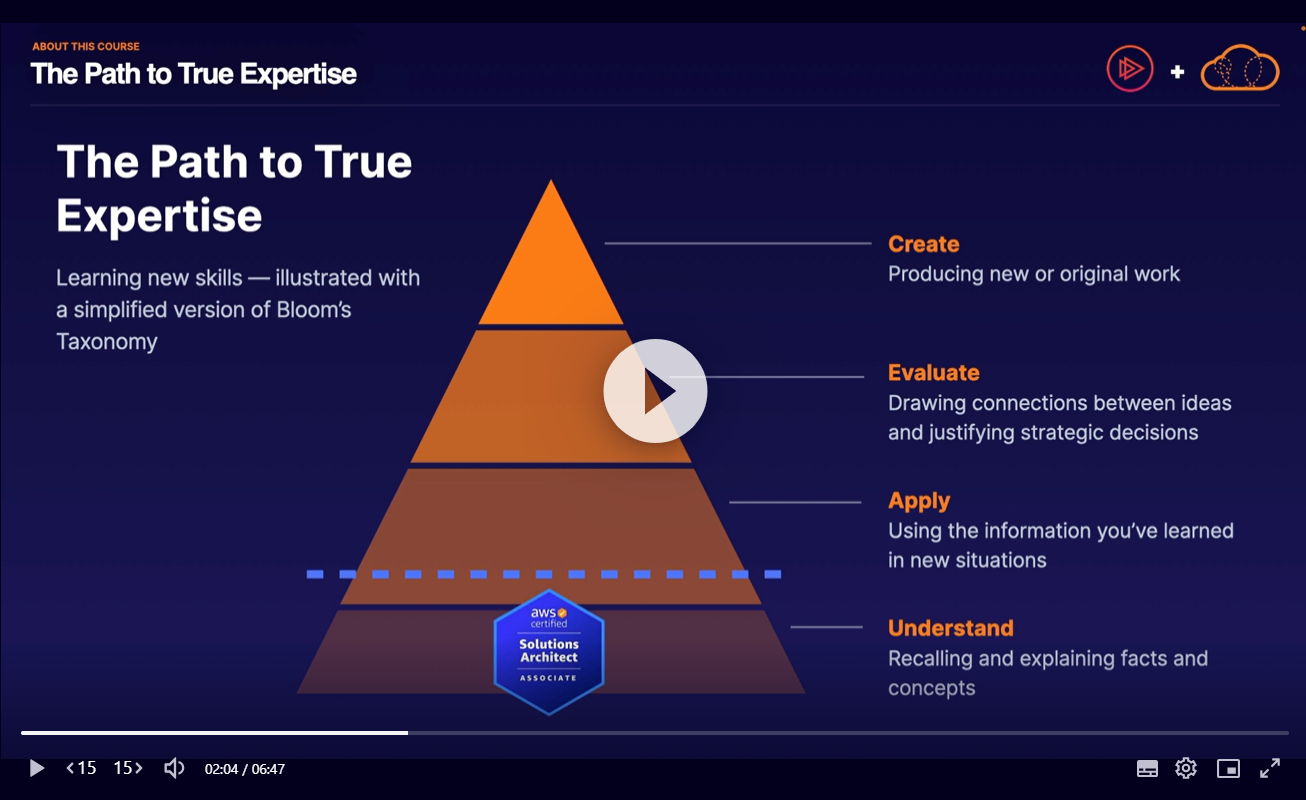 ABOUT THIS COURSE
The Path to True Expertise
The Path to True
Expertise
Learning new skills — illustrated with
a simplified version of Bloom’s
Taxonomy
Create
Producing new or original work
Evaluate
Drawing connections between ideas
and justifying strategic decisions
Apply
Using the information you’ve learned
in new situations
aws
certified
Solutions
Architect
ASSOCIATE
Understand
Recalling and explaining facts and
concepts
15 15 02:04 / 06:47